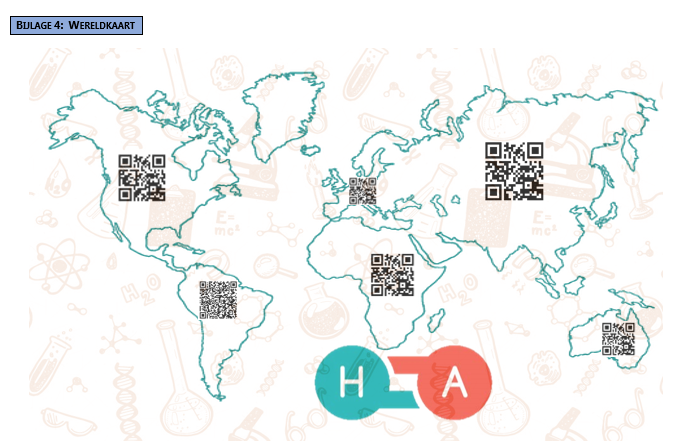 BIJLAGE 4: WERELDKAART
E=
mc²
E=
mc²
H₂O
H₂O
H A